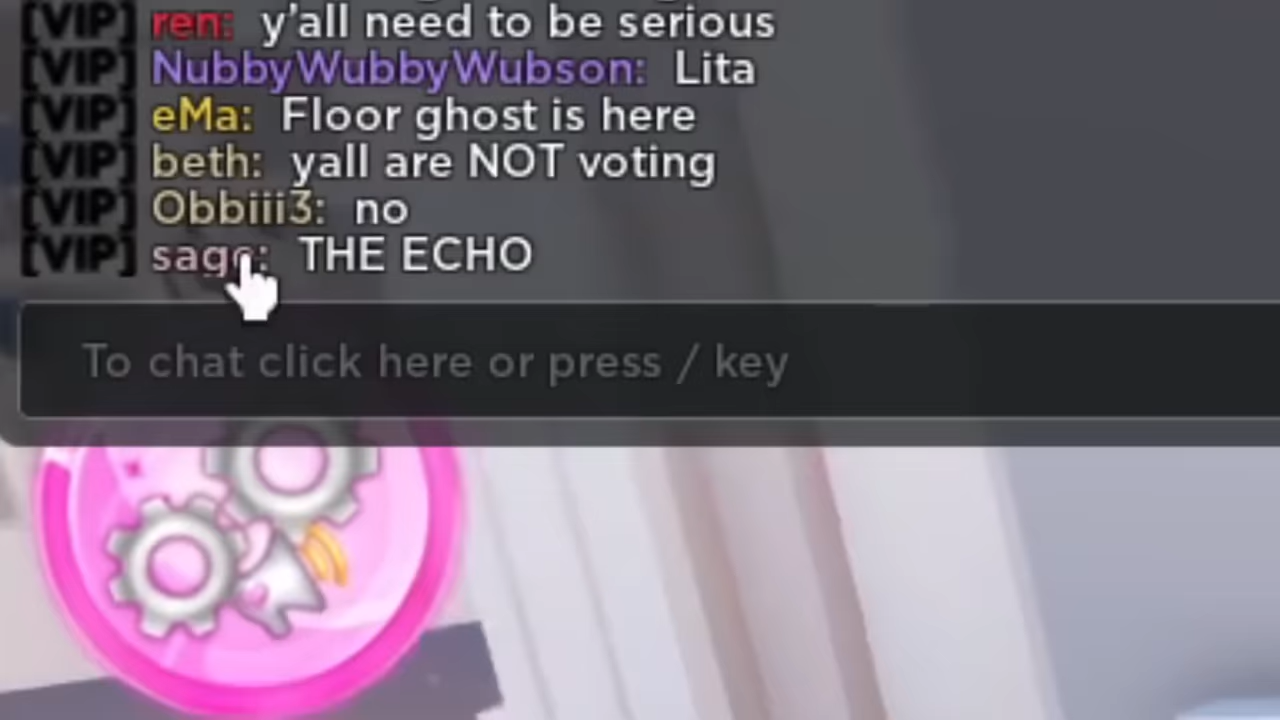 [VIP] ren: y'all need to be serious
[VIP] NubbyWubbyWubson: Lita
[VIP] eMa: Floor ghost is here
[VIP] beth: yall are NOT voting
[VIP] Obbiii3: no
[VIP] sage: THE ECHO
To chat click here or press / key